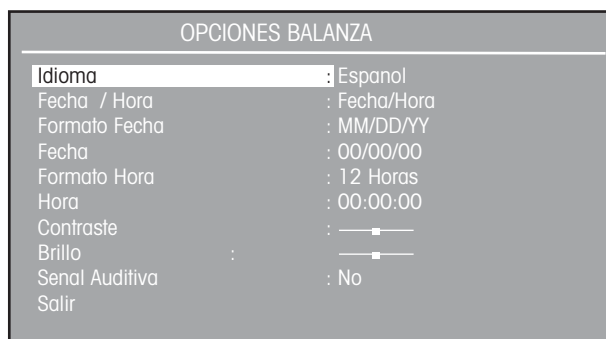 OPCIONES BALANZA
Idioma : Espanol
Fecha / Hora : Fecha/Hora
Formato Fecha : MM/DD/YY
Fecha : 00/00/00
Formato Hora : 12 Horas
Hora : 00:00:00
Contraste :
Brillo :
Senal Auditiva : No
Salir